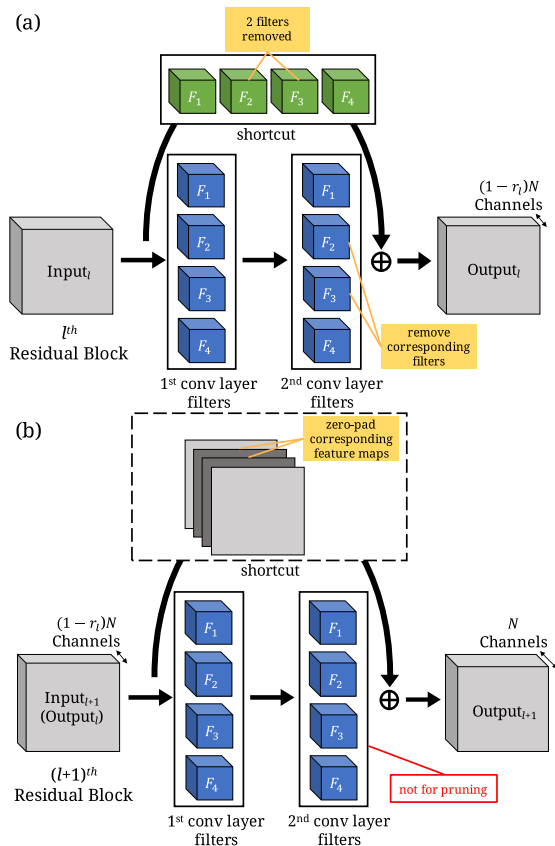 (a)
2 filters
removed
F₁ F₂ F₃ F₄
shortcut
(1 − rₗ)N
Channels
F₁ F₁
F₂ F₂
F₃ F₃
F₄ F₄
Inputₗ
Outputₗ
lᵗʰ
Residual Block
remove
corresponding
filters
1ˢᵗ conv layer
filters
2ⁿᵈ conv layer
filters
(b)
zero-pad
corresponding
feature maps
shortcut
(1 − rₗ)N
Channels
N
Channels
F₁ F₁
F₂ F₂
F₃ F₃
F₄ F₄
Inputₗ₊₁
(Outputₗ)
Outputₗ₊₁
(l+1)ᵗʰ
Residual Block
not for pruning
1ˢᵗ conv layer
filters
2ⁿᵈ conv layer
filters